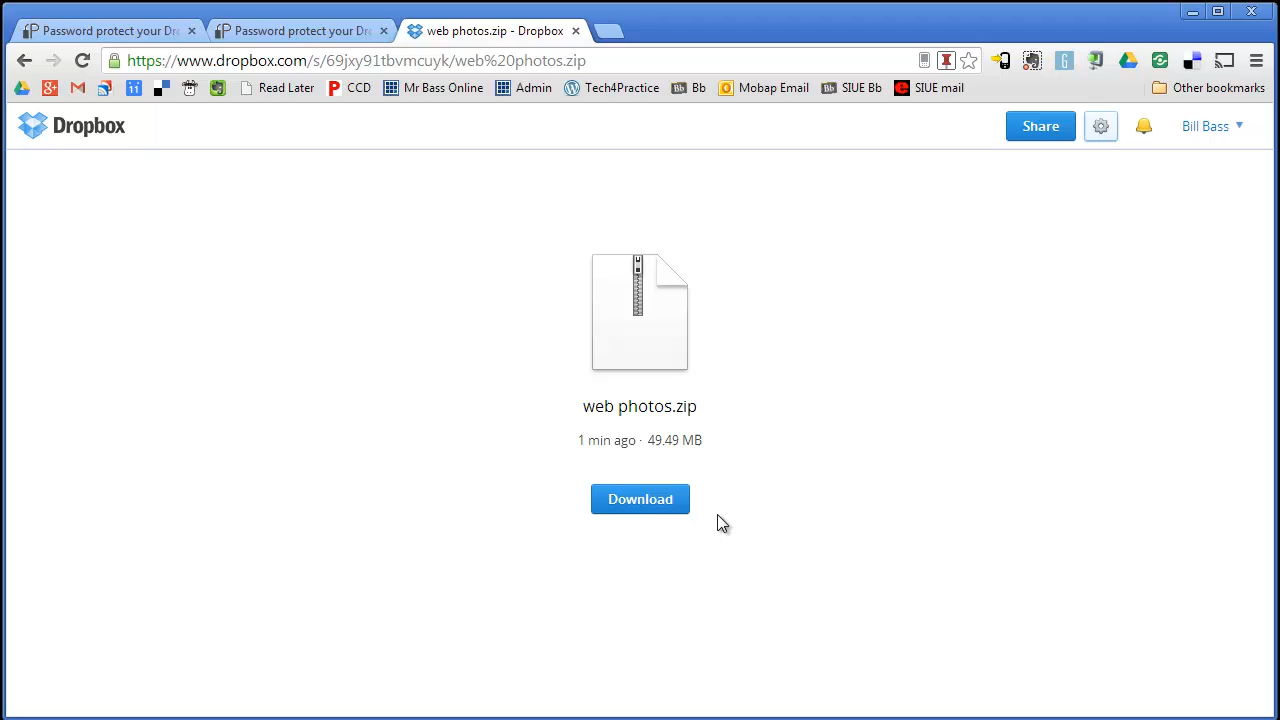 Password protect your Dr
Password protect your Dr
web photos.zip - Dropbox
https://www.dropbox.com/s/69jxy91tbvmcuyk/web%20photos.zip
Read Later
CCC
Mr Bass Online
Admin
Tech4Practice
Bb
Mobap Email
SIUE Bb
SIUE mail
Other bookmarks
Dropbox
Share
Bill Bass
web photos.zip
1 min ago · 49.49 MB
Download